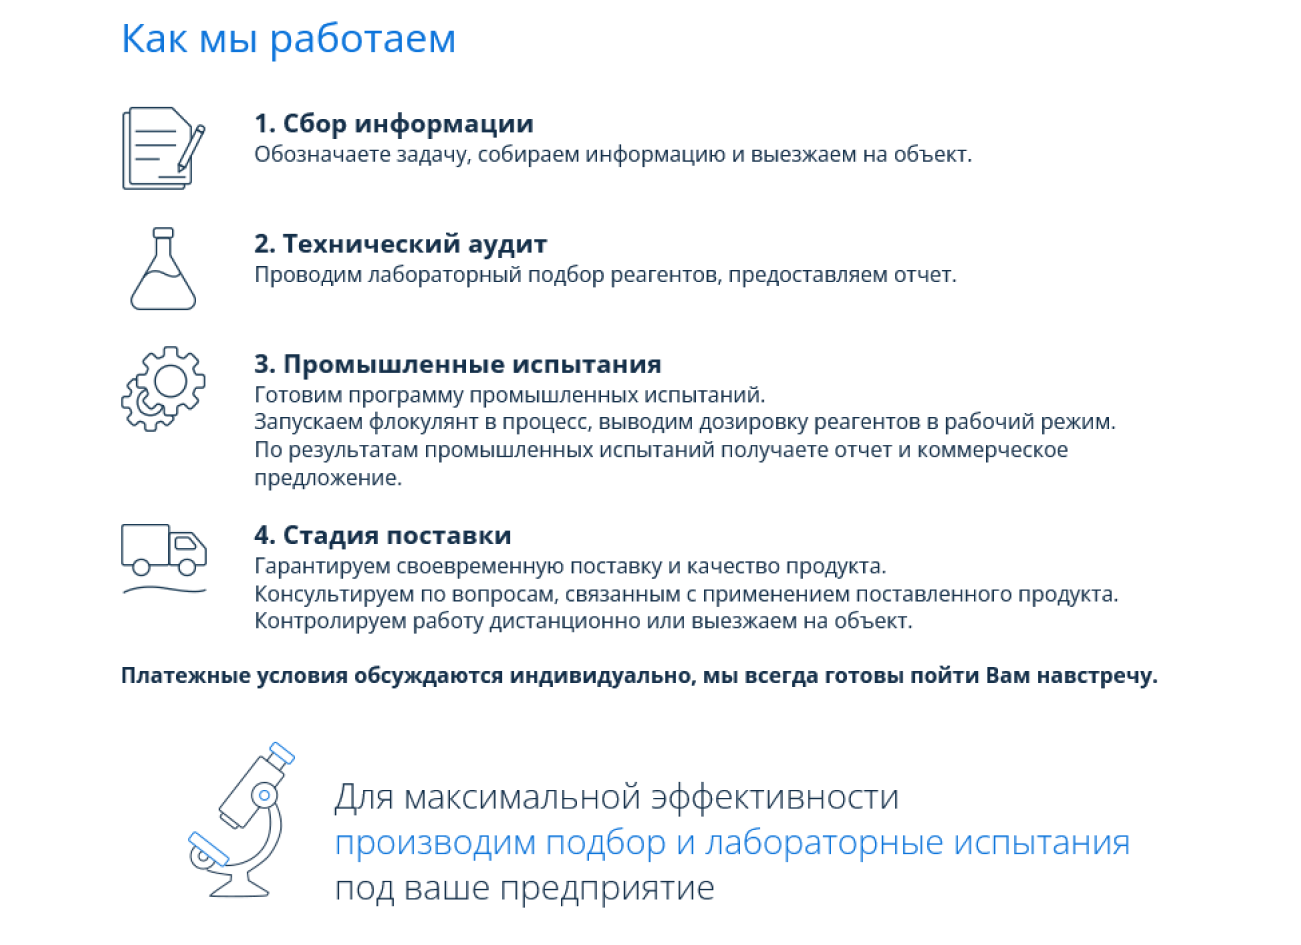 Как мы работаем
1. Сбор информации
Обозначаете задачу, собираем информацию и выезжаем на объект.
2. Технический аудит
Проводим лабораторный подбор реагентов, предоставляем отчет.
3. Промышленные испытания
Готовим программу промышленных испытаний.
Запускаем флокулянт в процесс, выводим дозировку реагентов в рабочий режим.
По результатам промышленных испытаний получаете отчет и коммерческое
предложение.
4. Стадия поставки
Гарантируем своевременную поставку и качество продукта.
Консультируем по вопросам, связанным с применением поставленного продукта.
Контролируем работу дистанционно или выезжаем на объект.
Платежные условия обсуждаются индивидуально, мы всегда готовы пойти Вам навстречу.
Для максимальной эффективности
производим подбор и лабораторные испытания
под ваше предприятие